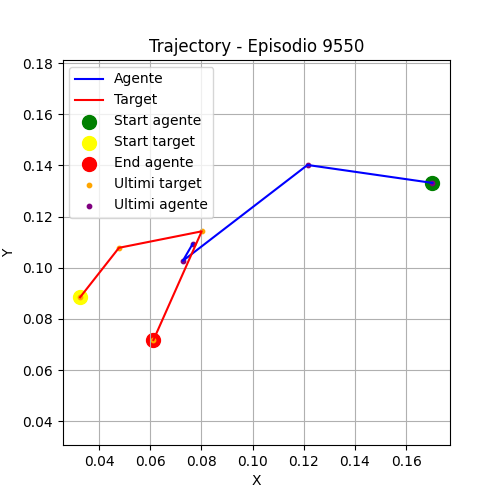 Trajectory - Episodio 9550
Agente
Target
Start agente
Start target
End agente
Ultimi target
Ultimi agente
0.18
0.16
0.14
0.12
0.10
0.08
0.06
0.04
Y
0.04 0.06 0.08 0.10 0.12 0.14 0.16
X